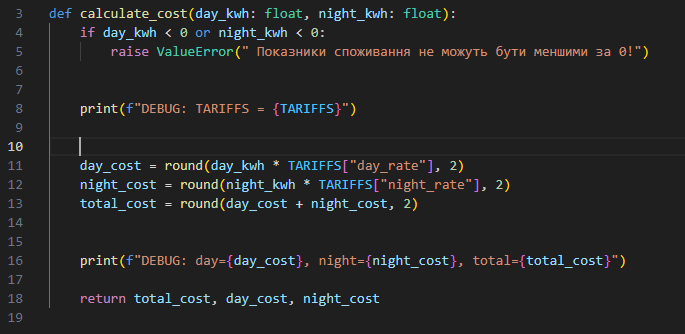 3 def calculate_cost(day_kwh: float, night_kwh: float):
4 if day_kwh < 0 or night_kwh < 0:
5 raise ValueError(" Показники споживання не можуть бути меншими за 0!")
6
7
8 print(f"DEBUG: TARIFFS = {TARIFFS}")
9
10
11 day_cost = round(day_kwh * TARIFFS["day_rate"], 2)
12 night_cost = round(night_kwh * TARIFFS["night_rate"], 2)
13 total_cost = round(day_cost + night_cost, 2)
14
15
16 print(f"DEBUG: day={day_cost}, night={night_cost}, total={total_cost}")
17
18 return total_cost, day_cost, night_cost
19